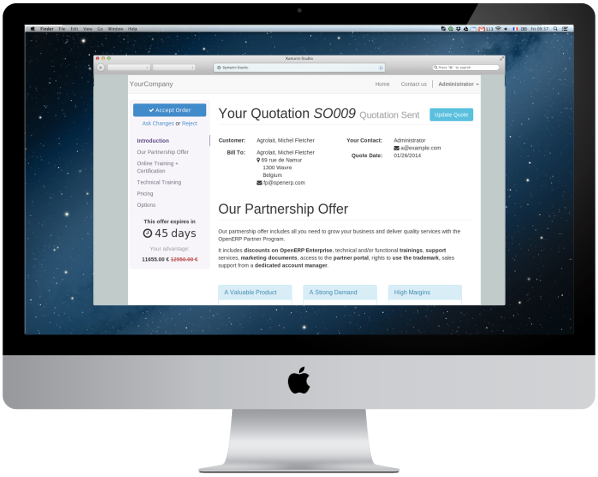 Finder File Edit View Go Window Help
Fri 09:17
Xamarin Studio
Xamarin Studio
Press '⌘.' to search
YourCompany
Home Contact us Administrator
Accept Order
Ask Changes or Reject
Introduction
Our Partnership Offer
Online Training +
Certification
Technical Training
Pricing
Options
This offer expires in
45 days
Your advantage:
11655.00 € 12950.00 €
Your Quotation SO009 Quotation Sent
Update Quote
Customer: Agrolait, Michel Fletcher
Bill To: Agrolait, Michel Fletcher
69 rue de Namur
1300 Wavre
Belgium
fp@openerp.com
Your Contact: Administrator
a@example.com
Quote Date: 01/26/2014
Our Partnership Offer
Our partnership offer includes all you need to grow your business and deliver quality services with the
OpenERP Partner Program.
It includes discounts on OpenERP Enterprise, technical and/or functional trainings, support
services, marketing documents, access to the partner portal, rights to use the trademark, sales
support from a dedicated account manager.
A Valuable Product
A Strong Demand
High Margins